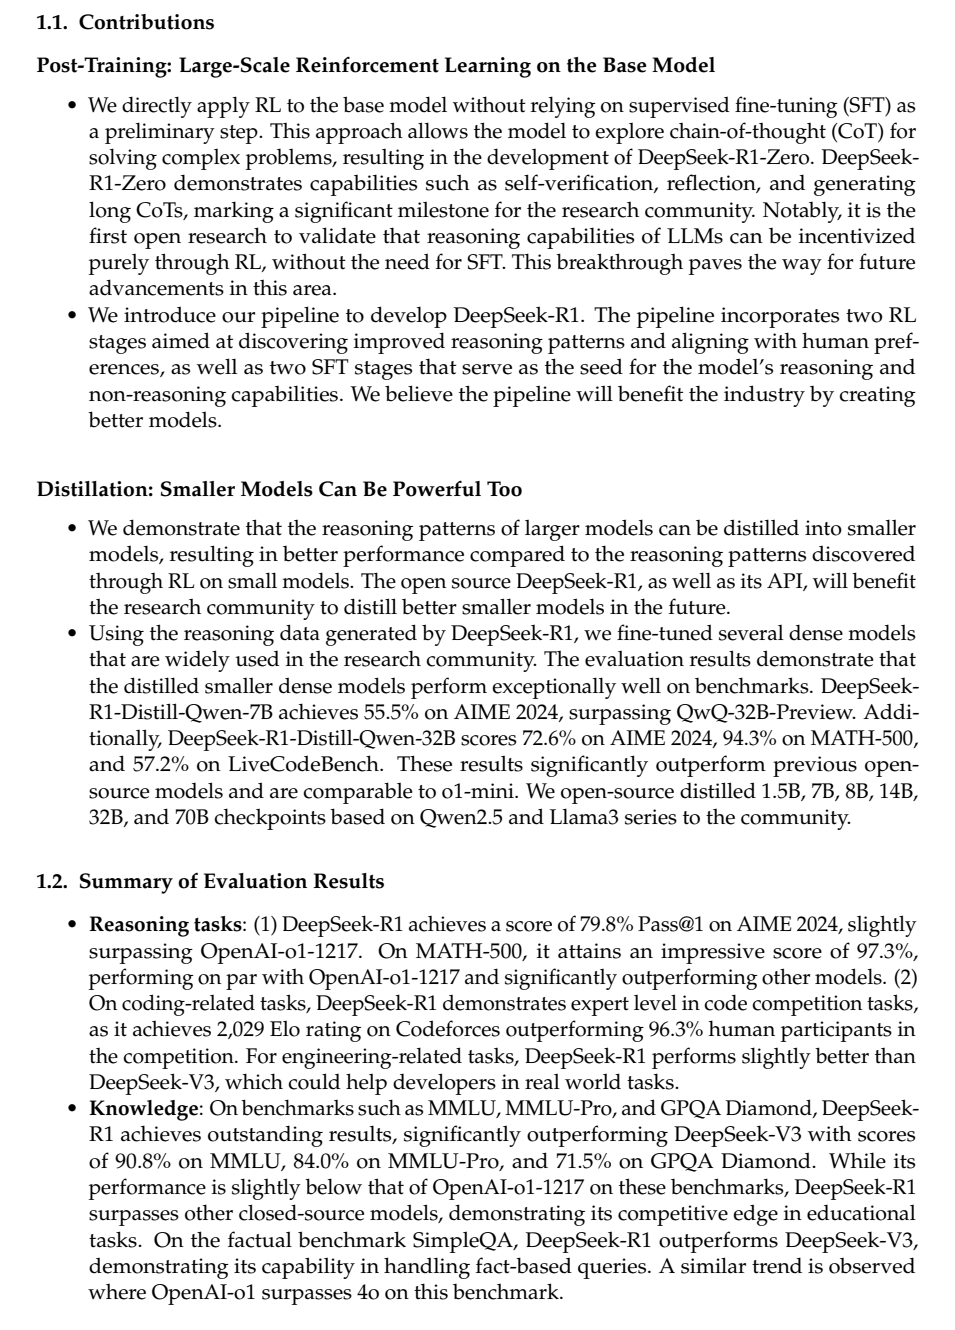 1.1. Contributions
Post-Training: Large-Scale Reinforcement Learning on the Base Model
• We directly apply RL to the base model without relying on supervised fine-tuning (SFT) as
a preliminary step. This approach allows the model to explore chain-of-thought (CoT) for
solving complex problems, resulting in the development of DeepSeek-R1-Zero. DeepSeek-
R1-Zero demonstrates capabilities such as self-verification, reflection, and generating
long CoTs, marking a significant milestone for the research community. Notably, it is the
first open research to validate that reasoning capabilities of LLMs can be incentivized
purely through RL, without the need for SFT. This breakthrough paves the way for future
advancements in this area.
• We introduce our pipeline to develop DeepSeek-R1. The pipeline incorporates two RL
stages aimed at discovering improved reasoning patterns and aligning with human pref-
erences, as well as two SFT stages that serve as the seed for the model's reasoning and
non-reasoning capabilities. We believe the pipeline will benefit the industry by creating
better models.
Distillation: Smaller Models Can Be Powerful Too
• We demonstrate that the reasoning patterns of larger models can be distilled into smaller
models, resulting in better performance compared to the reasoning patterns discovered
through RL on small models. The open source DeepSeek-R1, as well as its API, will benefit
the research community to distill better smaller models in the future.
• Using the reasoning data generated by DeepSeek-R1, we fine-tuned several dense models
that are widely used in the research community. The evaluation results demonstrate that
the distilled smaller dense models perform exceptionally well on benchmarks. DeepSeek-
R1-Distill-Qwen-7B achieves 55.5% on AIME 2024, surpassing QwQ-32B-Preview. Addi-
tionally, DeepSeek-R1-Distill-Qwen-32B scores 72.6% on AIME 2024, 94.3% on MATH-500,
and 57.2% on LiveCodeBench. These results significantly outperform previous open-
source models and are comparable to o1-mini. We open-source distilled 1.5B, 7B, 8B, 14B,
32B, and 70B checkpoints based on Qwen2.5 and Llama3 series to the community.
1.2. Summary of Evaluation Results
• Reasoning tasks: (1) DeepSeek-R1 achieves a score of 79.8% Pass@1 on AIME 2024, slightly
surpassing OpenAI-o1-1217. On MATH-500, it attains an impressive score of 97.3%,
performing on par with OpenAI-o1-1217 and significantly outperforming other models. (2)
On coding-related tasks, DeepSeek-R1 demonstrates expert level in code competition tasks,
as it achieves 2,029 Elo rating on Codeforces outperforming 96.3% human participants in
the competition. For engineering-related tasks, DeepSeek-R1 performs slightly better than
DeepSeek-V3, which could help developers in real world tasks.
• Knowledge: On benchmarks such as MMLU, MMLU-Pro, and GPQA Diamond, DeepSeek-
R1 achieves outstanding results, significantly outperforming DeepSeek-V3 with scores
of 90.8% on MMLU, 84.0% on MMLU-Pro, and 71.5% on GPQA Diamond. While its
performance is slightly below that of OpenAI-o1-1217 on these benchmarks, DeepSeek-R1
surpasses other closed-source models, demonstrating its competitive edge in educational
tasks. On the factual benchmark SimpleQA, DeepSeek-R1 outperforms DeepSeek-V3,
demonstrating its capability in handling fact-based queries. A similar trend is observed
where OpenAI-o1 surpasses 4o on this benchmark.